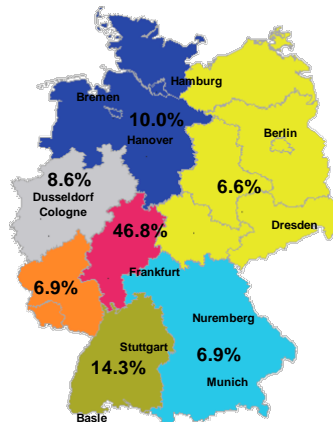 Hamburg
Bremen
10.0%
Hanover
Berlin
8.6%
Dusseldorf
Cologne
6.6%
46.8%
Dresden
Frankfurt
6.9%
Nuremberg
Stuttgart
6.9%
14.3%
Munich
Basle